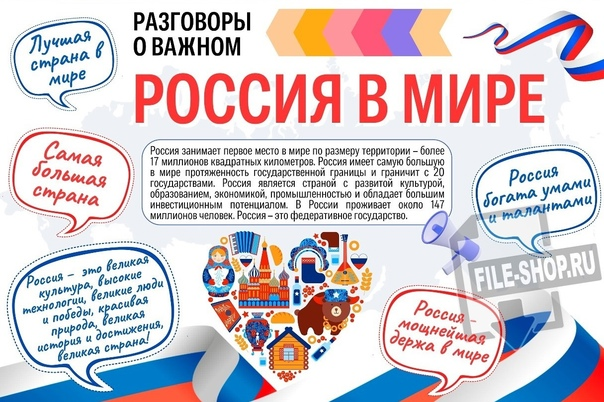 РАЗГОВОРЫ
О ВАЖНОМ
РОССИЯ В МИРЕ
Лучшая
страна в
мире
Самая
большая
страна
Россия занимает первое место в мире по размеру территории – более
17 миллионов квадратных километров. Россия имеет самую большую
в мире протяженность государственной границы и граничит с 20
государствами. Россия является страной с развитой культурой,
образованием, экономикой, промышленностью и обладает большим
инвестиционным потенциалом. В России проживает около 147
миллионов человек. Россия – это федеративное государство.
Россия
богата умами
и талантами
Россия – это великая
культура, высокие
технологии, великие люди
и победы, красивая
природа, великая
история и достижения,
великая страна!
FILE-SHOP.RU
Россия -
мощнейшая
держа в мире